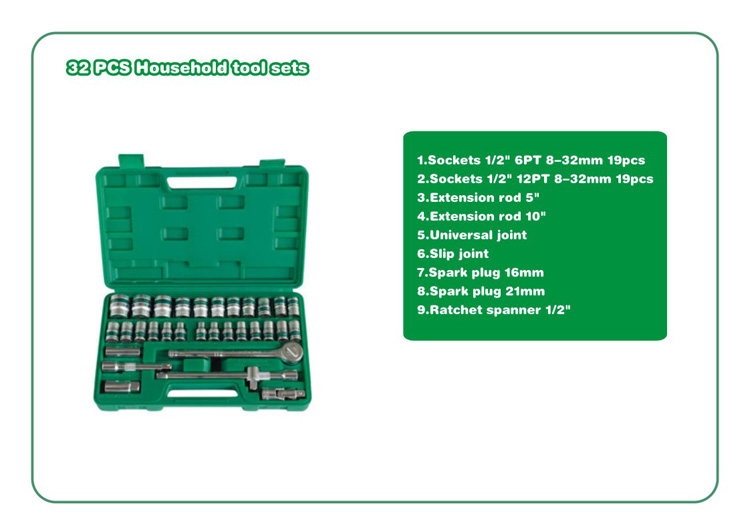 32 PCS Household tool sets
1.Sockets 1/2" 6PT 8–32mm 19pcs
2.Sockets 1/2" 12PT 8–32mm 19pcs
3.Extension rod 5"
4.Extension rod 10"
5.Universal joint
6.Slip joint
7.Spark plug 16mm
8.Spark plug 21mm
9.Ratchet spanner 1/2"